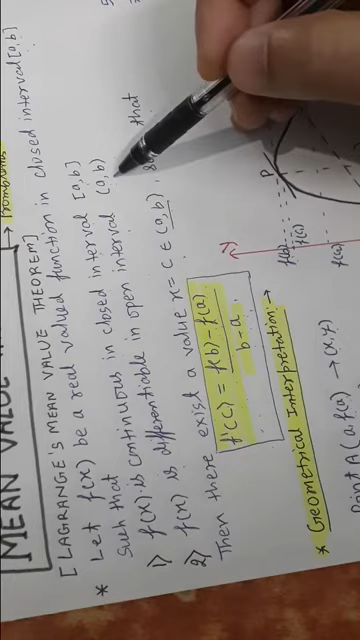 MEAN VALUE
→ Problems
[LAGRANGE'S MEAN VALUE THEOREM]
* Let f(x) be a real valued function in closed interval [a,b]
such that
1) f(x) is continuous in closed interval [a,b]
2) f(x) is differentiable in open interval (a,b)
Then there exist a value x = c ∈ (a,b), that
f'(c) = f(b) - f(a)
b - a
* Geometrical Interpretation: →
Point A (a, f(a)) → (x, y)
P
Y
f(b)
f(c)
f(a)